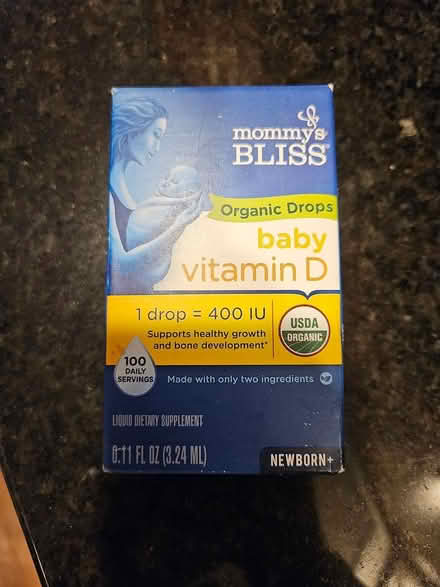 mommy's
BLISS
Organic Drops
baby
vitamin D
1 drop = 400 IU
Supports healthy growth
and bone development*
USDA
ORGANIC
100
DAILY
SERVINGS
Made with only two ingredients
LIQUID DIETARY SUPPLEMENT
0.11 FL OZ (3.24 ML)
NEWBORN+